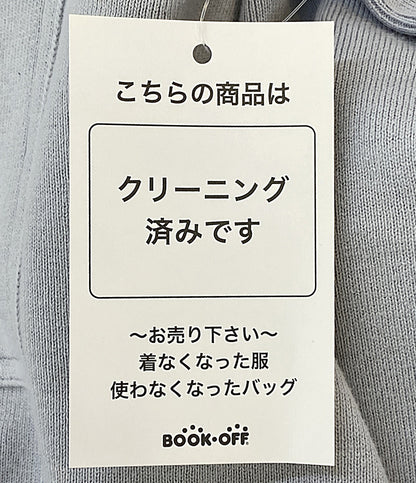 こちらの商品は
クリーニング
済みです
～お売り下さい～
着なくなった服
使わなくなったバッグ
BOOK・OFF